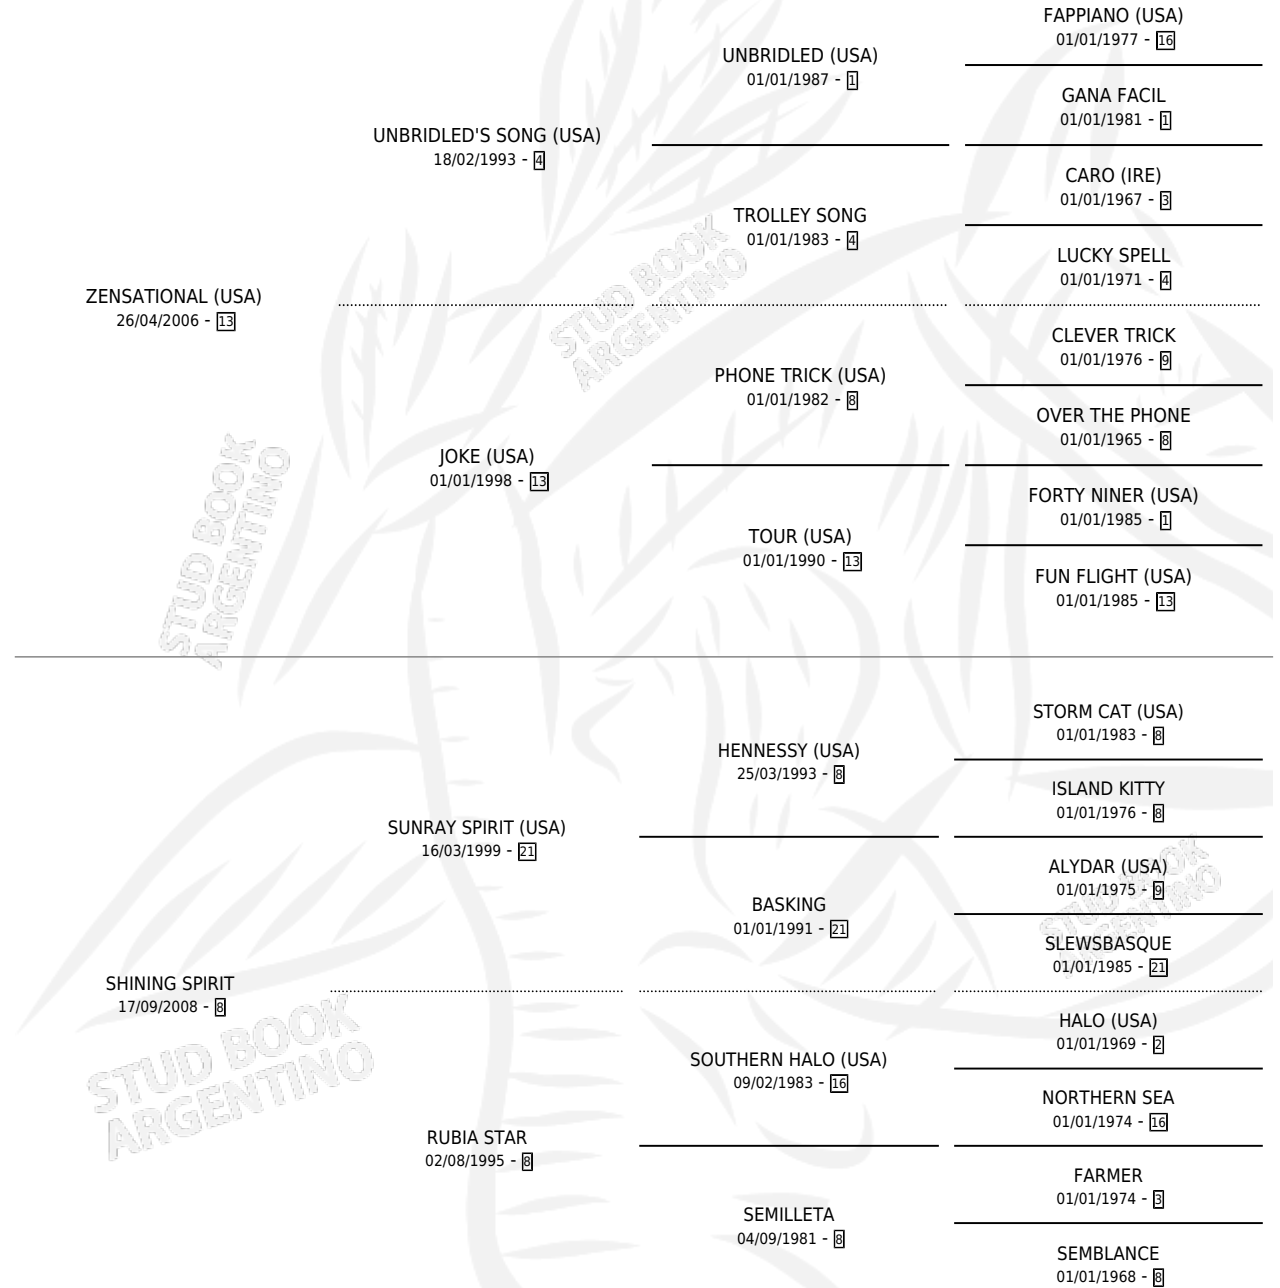 FAPPIANO (USA)
01/01/1977 - 16
UNBRIDLED (USA)
01/01/1987 - 1
GANA FACIL
01/01/1981 - 1
UNBRIDLED'S SONG (USA)
18/02/1993 - 4
CARO (IRE)
01/01/1967 - 3
TROLLEY SONG
01/01/1983 - 4
LUCKY SPELL
01/01/1971 - 4
ZENSATIONAL (USA)
26/04/2006 - 13
STUD BOOK
ARGENTINO
CLEVER TRICK
01/01/1976 - 9
PHONE TRICK (USA)
01/01/1982 - 8
OVER THE PHONE
01/01/1965 - 8
JOKE (USA)
01/01/1998 - 13
FORTY NINER (USA)
01/01/1985 - 1
TOUR (USA)
01/01/1990 - 13
FUN FLIGHT (USA)
01/01/1985 - 13
STUD BOOK
ARGENTINO
STORM CAT (USA)
01/01/1983 - 8
HENNESSY (USA)
25/03/1993 - 8
ISLAND KITTY
01/01/1976 - 8
SUNRAY SPIRIT (USA)
16/03/1999 - 21
ALYDAR (USA)
01/01/1975 - 9
BASKING
01/01/1991 - 21
STUD BOOK
ARGENTINO
SLEWSBASQUE
01/01/1985 - 21
SHINING SPIRIT
17/09/2008 - 8
HALO (USA)
01/01/1969 - 2
SOUTHERN HALO (USA)
09/02/1983 - 16
NORTHERN SEA
01/01/1974 - 16
STUD BOOK
ARGENTINO
RUBIA STAR
02/08/1995 - 8
FARMER
01/01/1974 - 3
SEMILLETA
04/09/1981 - 8
SEMBLANCE
01/01/1968 - 8